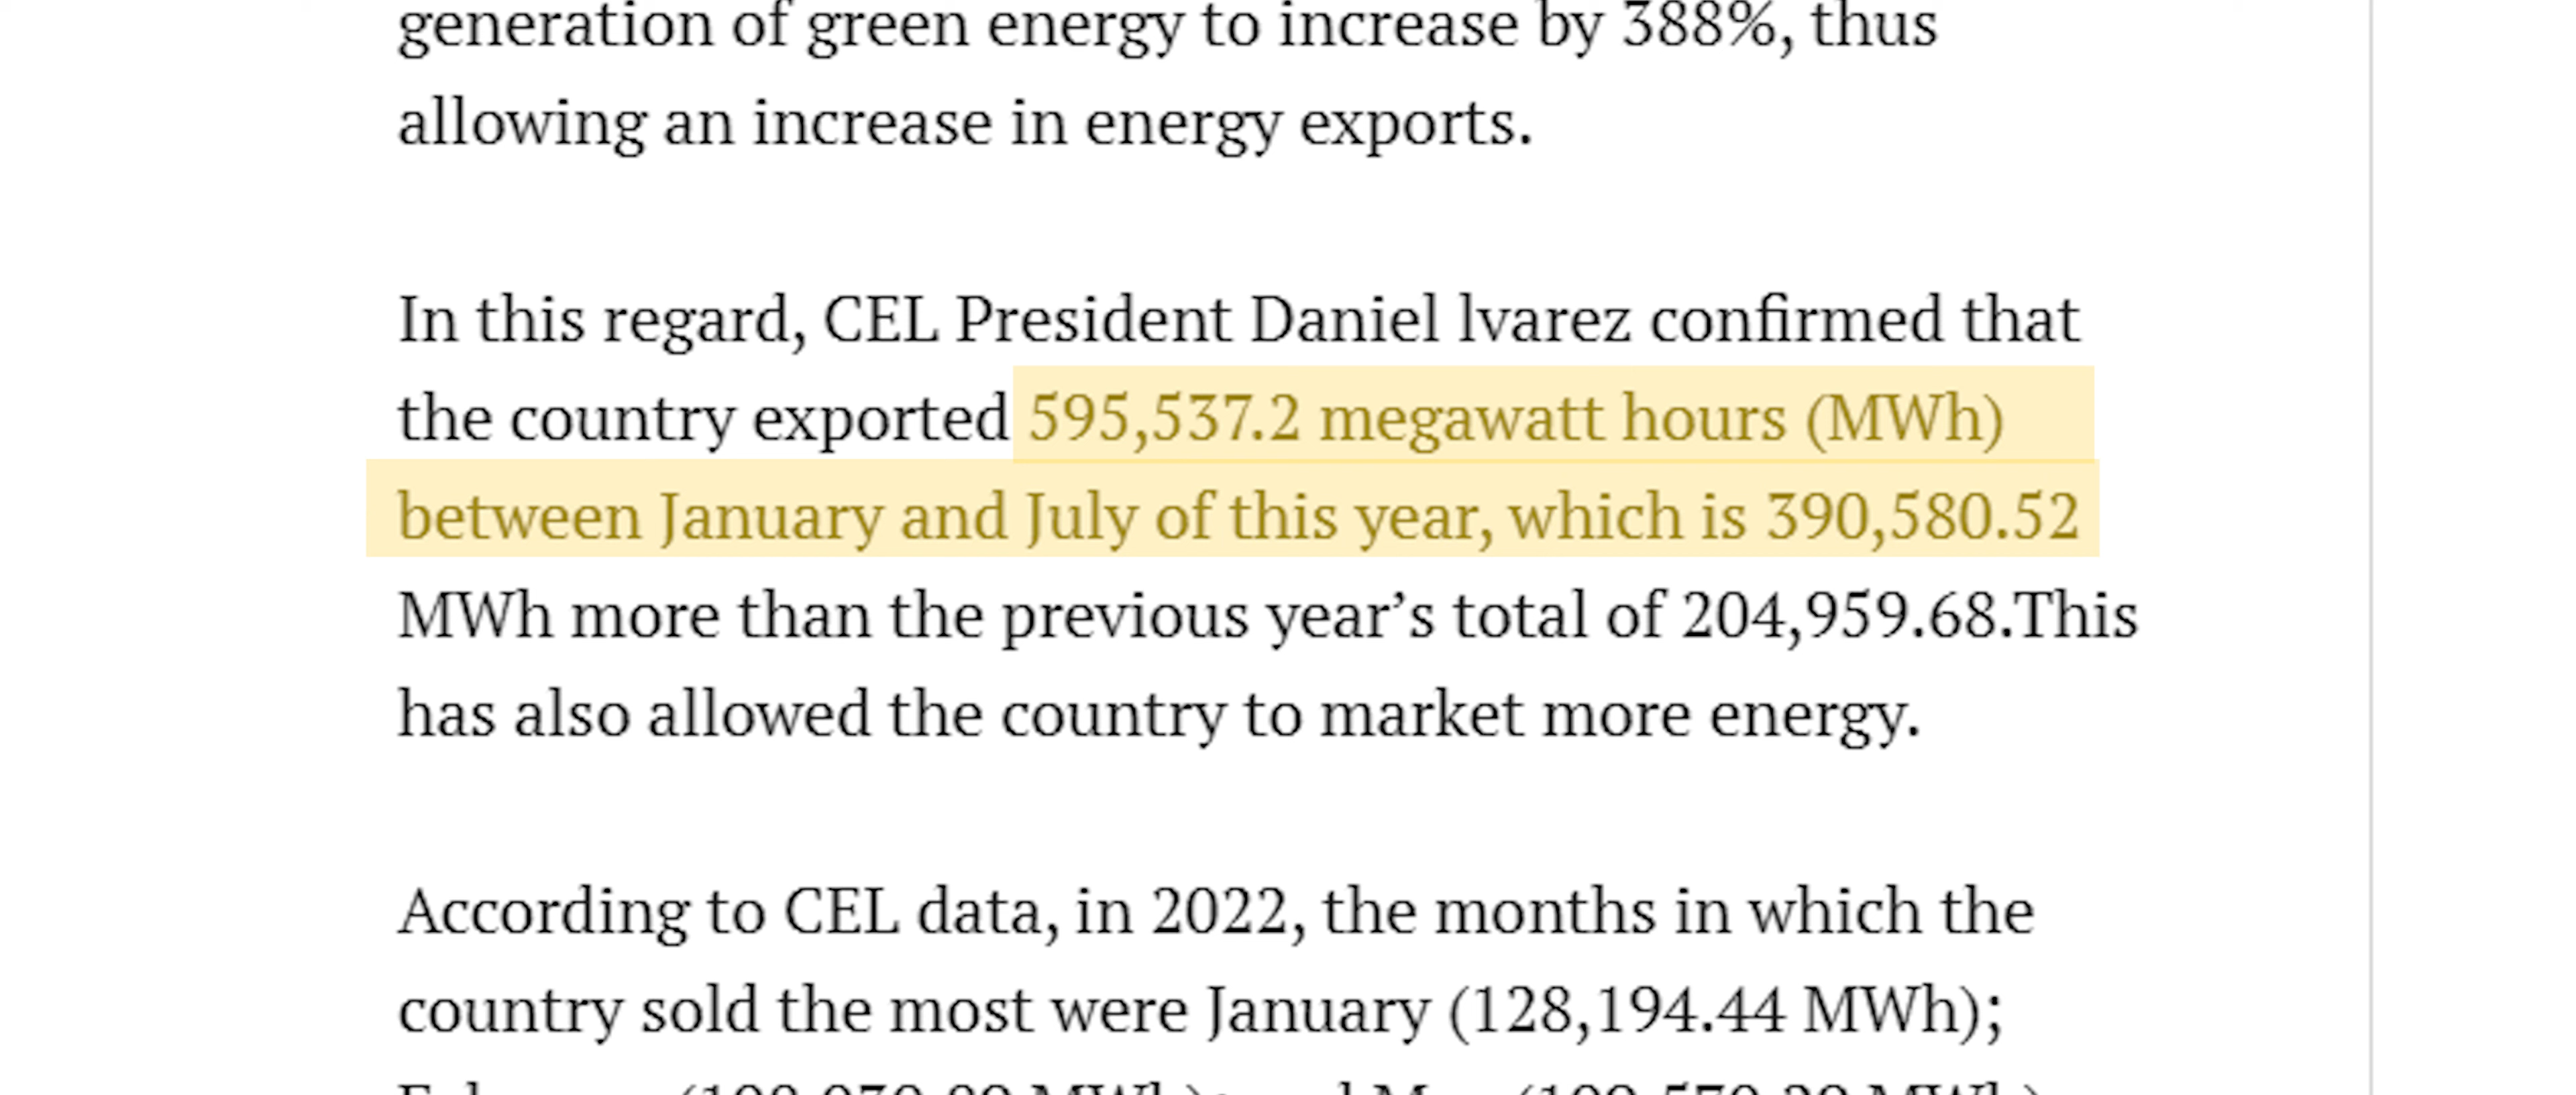 generation of green energy to increase by 388%, thus
allowing an increase in energy exports.
In this regard, CEL President Daniel lvarez confirmed that
the country exported 595,537.2 megawatt hours (MWh)
between January and July of this year, which is 390,580.52
MWh more than the previous year’s total of 204,959.68.This
has also allowed the country to market more energy.
According to CEL data, in 2022, the months in which the
country sold the most were January (128,194.44 MWh);